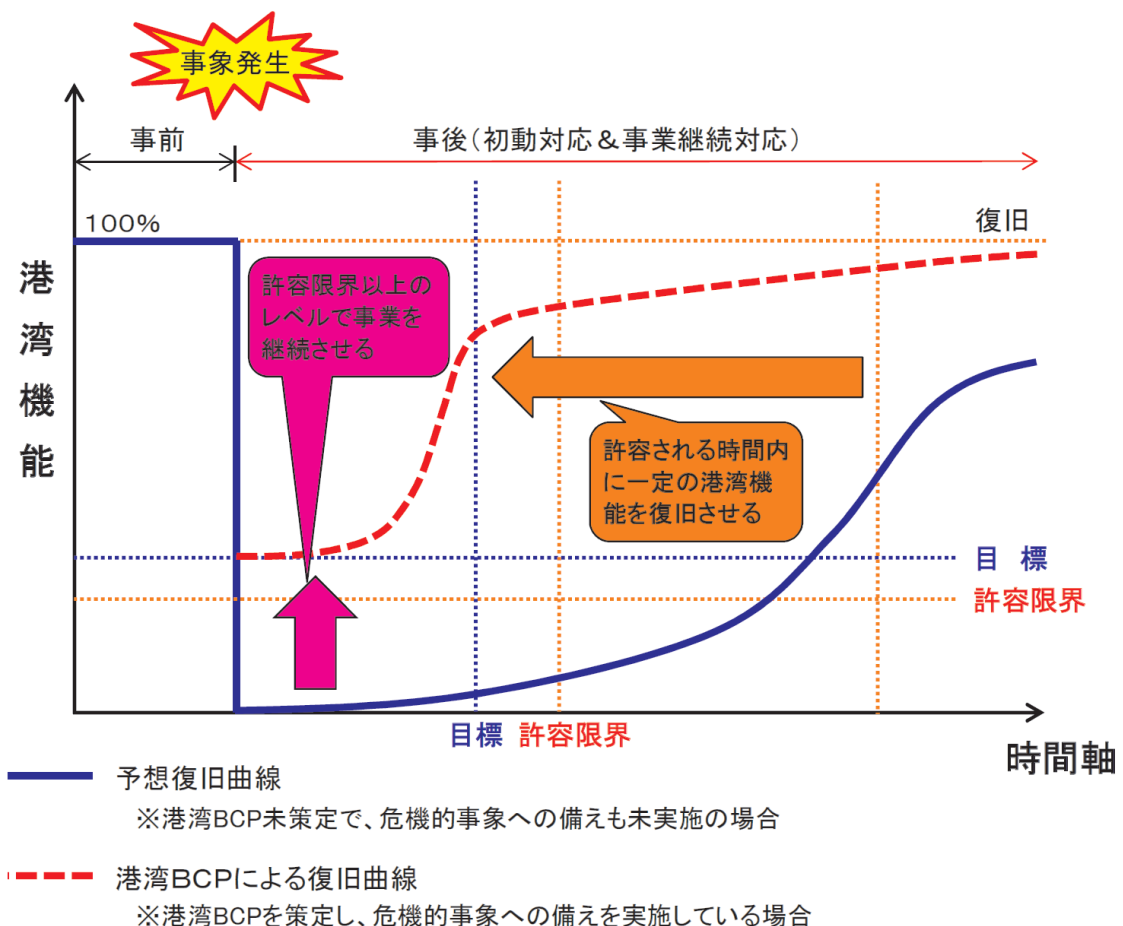 事象発生
事前
事後(初動対応&事業継続対応)
100%
復旧
港湾機能
許容限界以上の
レベルで事業を
継続させる
許容される時間内
に一定の港湾機
能を復旧させる
目 標
許容限界
目標 許容限界
時間軸
予想復旧曲線
※港湾BCP未策定で、危機的事象への備えも未実施の場合
港湾BCPによる復旧曲線
※港湾BCPを策定し、危機的事象への備えを実施している場合